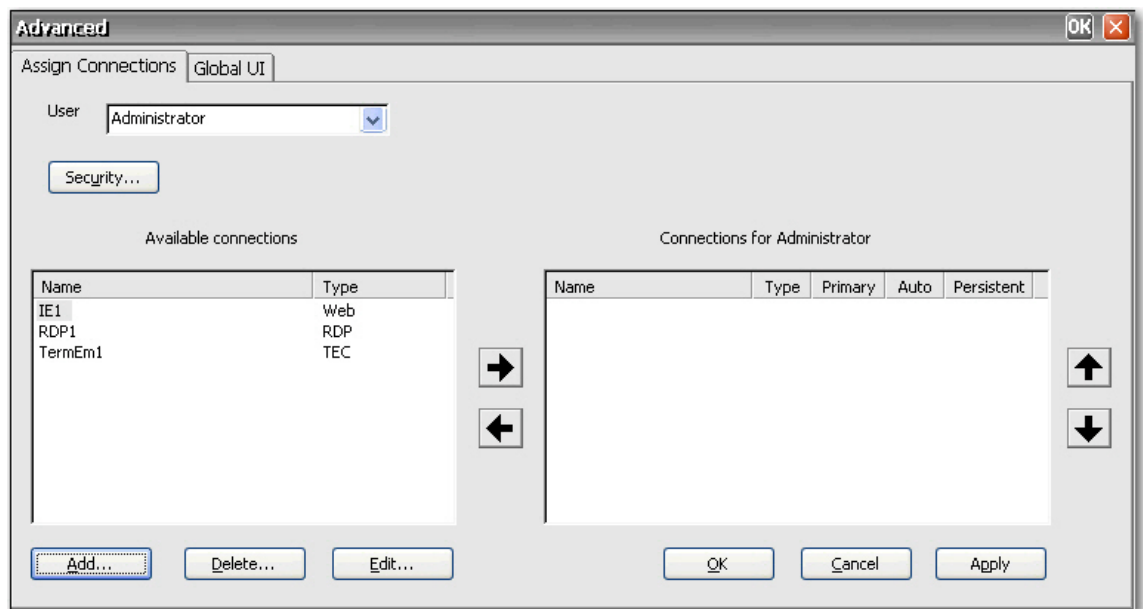 Advanced OK
Assign Connections Global UI
User Administrator
Security...
Available connections Connections for Administrator
Name Type Name Type Primary Auto Persistent
IE1 Web
RDP1 RDP
TermEm1 TEC
Add... Delete... Edit... OK Cancel Apply